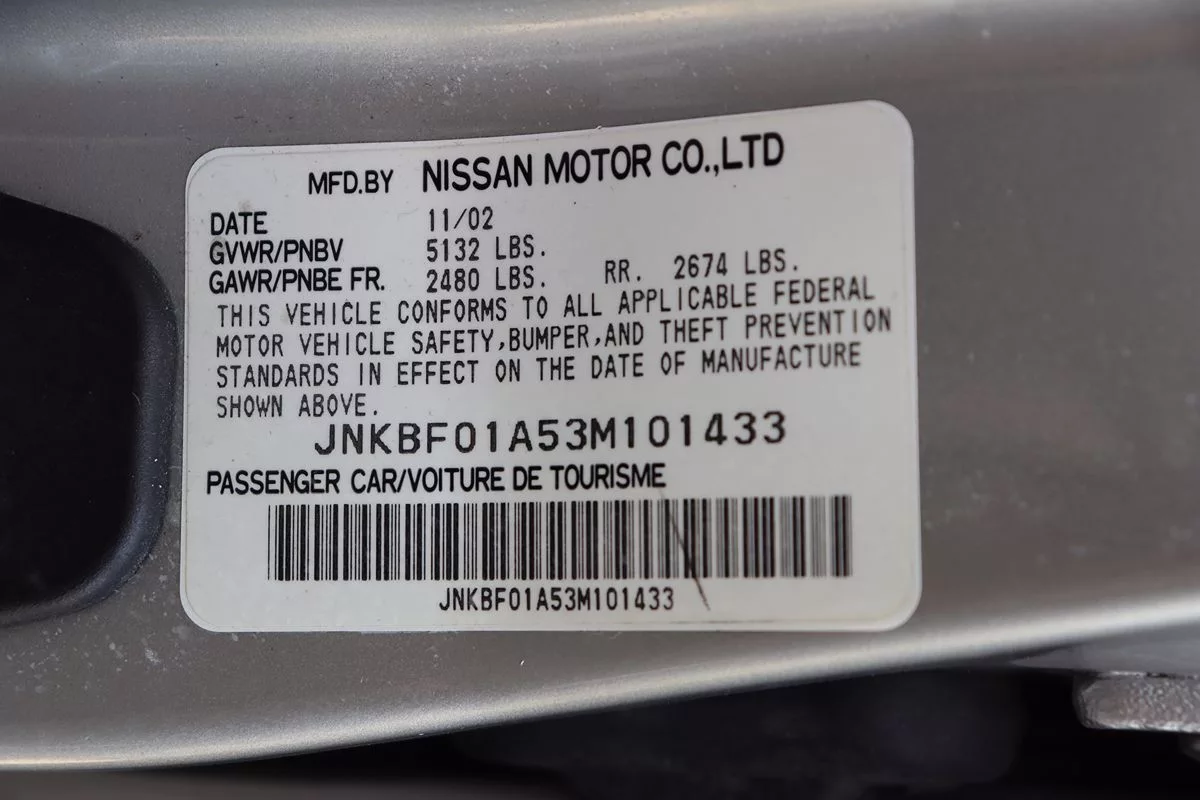 MFD.BY NISSAN MOTOR CO.,LTD
DATE 11/02
GVWR/PNBV 5132 LBS.
GAWR/PNBE FR. 2480 LBS. RR. 2674 LBS.
THIS VEHICLE CONFORMS TO ALL APPLICABLE FEDERAL
MOTOR VEHICLE SAFETY,BUMPER,AND THEFT PREVENTION
STANDARDS IN EFFECT ON THE DATE OF MANUFACTURE
SHOWN ABOVE.
JNKBF01A53M101433
PASSENGER CAR/VOITURE DE TOURISME
JNKBF01A53M101433